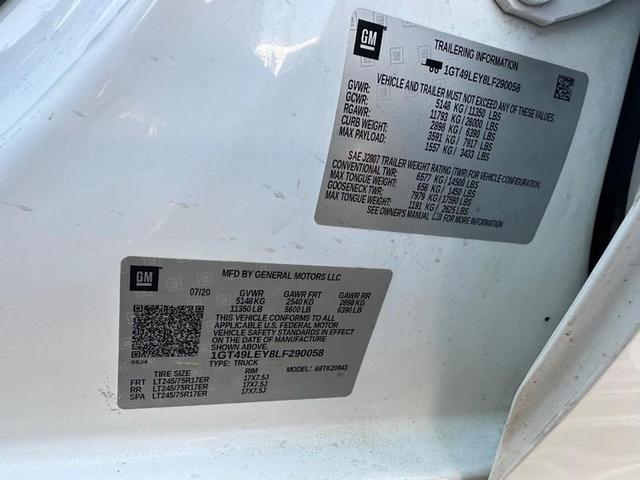 GM
TRAILERING INFORMATION
1GT49LEY8LF290058
VEHICLE AND TRAILER MUST NOT EXCEED ANY OF THESE VALUES.
GVWR: 5148 KG / 11350 LBS
GCWR: 11793 KG / 26000 LBS
RGAWR: 2898 KG / 6390 LBS
CURB WEIGHT: 3591 KG / 7917 LBS
MAX PAYLOAD: 1557 KG / 3433 LBS
SAE J2807 TRAILER WEIGHT RATING (TWR) FOR VEHICLE CONFIGURATION.
CONVENTIONAL TWR: 6577 KG / 14500 LBS
MAX TONGUE WEIGHT: 658 KG / 1450 LBS
GOOSENECK TWR: 7979 KG / 17590 LBS
MAX TONGUE WEIGHT: 1191 KG / 2625 LBS
SEE OWNER'S MANUAL FOR MORE INFORMATION
GM
MFD BY GENERAL MOTORS LLC
07/20 GVWR GAWR FRT GAWR RR
5148 KG 2540 KG 2898 KG
11350 LB 5600 LB 6390 LB
THIS VEHICLE CONFORMS TO ALL
APPLICABLE U.S. FEDERAL MOTOR
VEHICLE SAFETY STANDARDS IN EFFECT
ON THE DATE OF MANUFACTURE
SHOWN ABOVE.
1GT49LEY8LF290058
TYPE: TRUCK
MODEL: 69TK20943
TIRE SIZE RIM
FRT LT245/75R17ER 17X7.5J
RR LT245/75R17ER 17X7.5J
SPA LT245/75R17ER 17X7.5J